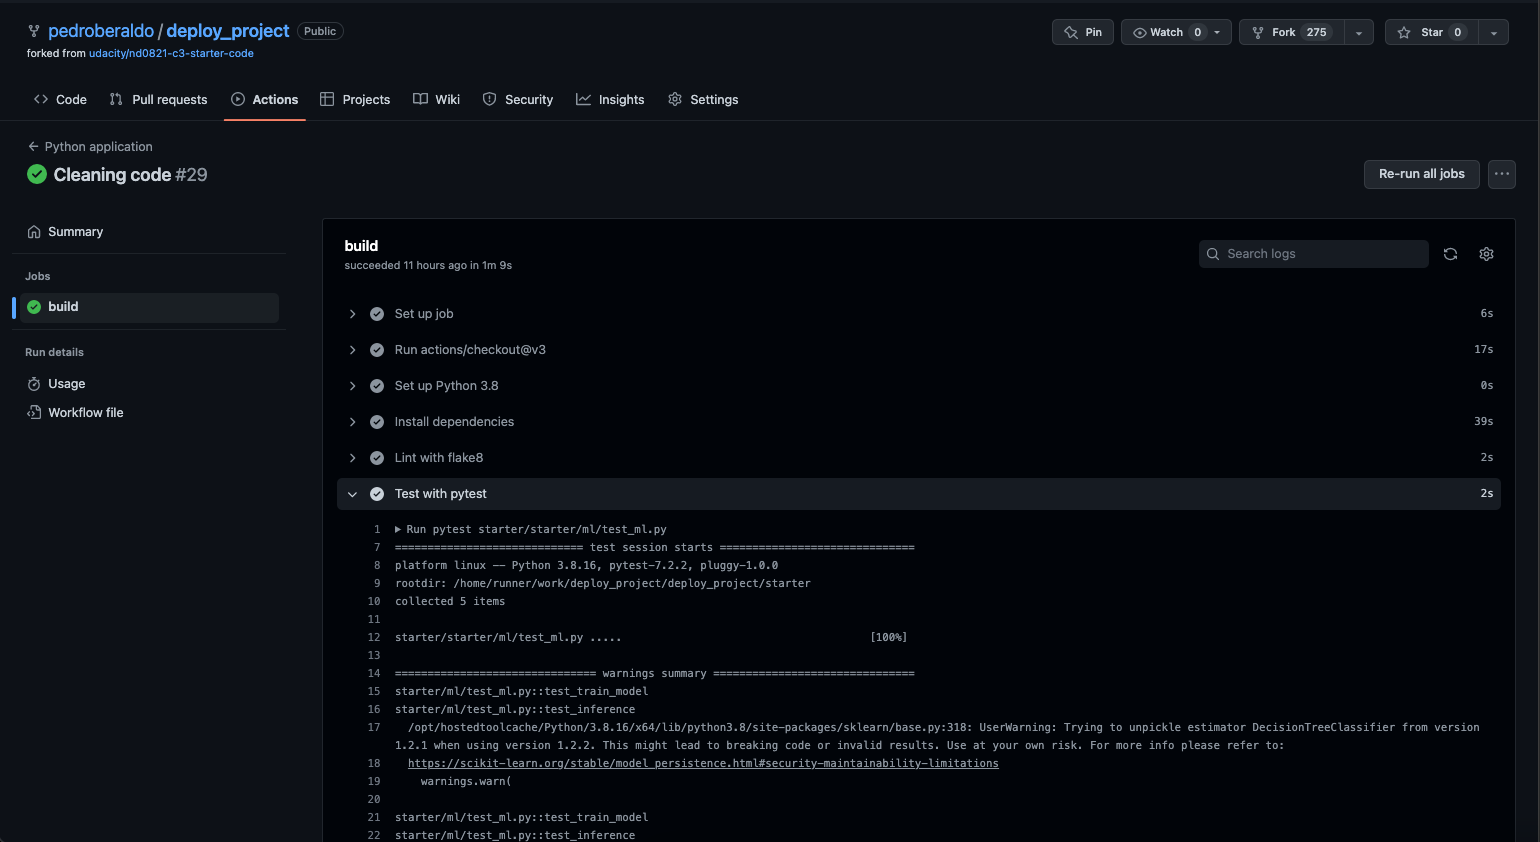 pedroberaldo / deploy_project Public
forked from udacity/nd0821-c3-starter-code
Pin
Watch 0
Fork 275
Star 0
Code
Pull requests
Actions
Projects
Wiki
Security
Insights
Settings
Python application
Cleaning code #29
Re-run all jobs
Summary
Jobs
build
Run details
Usage
Workflow file
build
succeeded 11 hours ago in 1m 9s
Search logs
Set up job 6s
Run actions/checkout@v3 17s
Set up Python 3.8 0s
Install dependencies 39s
Lint with flake8 2s
Test with pytest 2s
1 ▶ Run pytest starter/starter/ml/test_ml.py
7 ============================= test session starts ==============================
8 platform linux -- Python 3.8.16, pytest-7.2.2, pluggy-1.0.0
9 rootdir: /home/runner/work/deploy_project/deploy_project/starter
10 collected 5 items
11
12 starter/starter/ml/test_ml.py ..... [100%]
13
14 =============================== warnings summary ===============================
15 starter/ml/test_ml.py::test_train_model
16 starter/ml/test_ml.py::test_inference
17 /opt/hostedtoolcache/Python/3.8.16/x64/lib/python3.8/site-packages/sklearn/base.py:318: UserWarning: Trying to unpickle estimator DecisionTreeClassifier from version
1.2.1 when using version 1.2.2. This might lead to breaking code or invalid results. Use at your own risk. For more info please refer to:
18 https://scikit-learn.org/stable/model_persistence.html#security-maintainability-limitations
19 warnings.warn(
20
21 starter/ml/test_ml.py::test_train_model
22 starter/ml/test_ml.py::test_inference